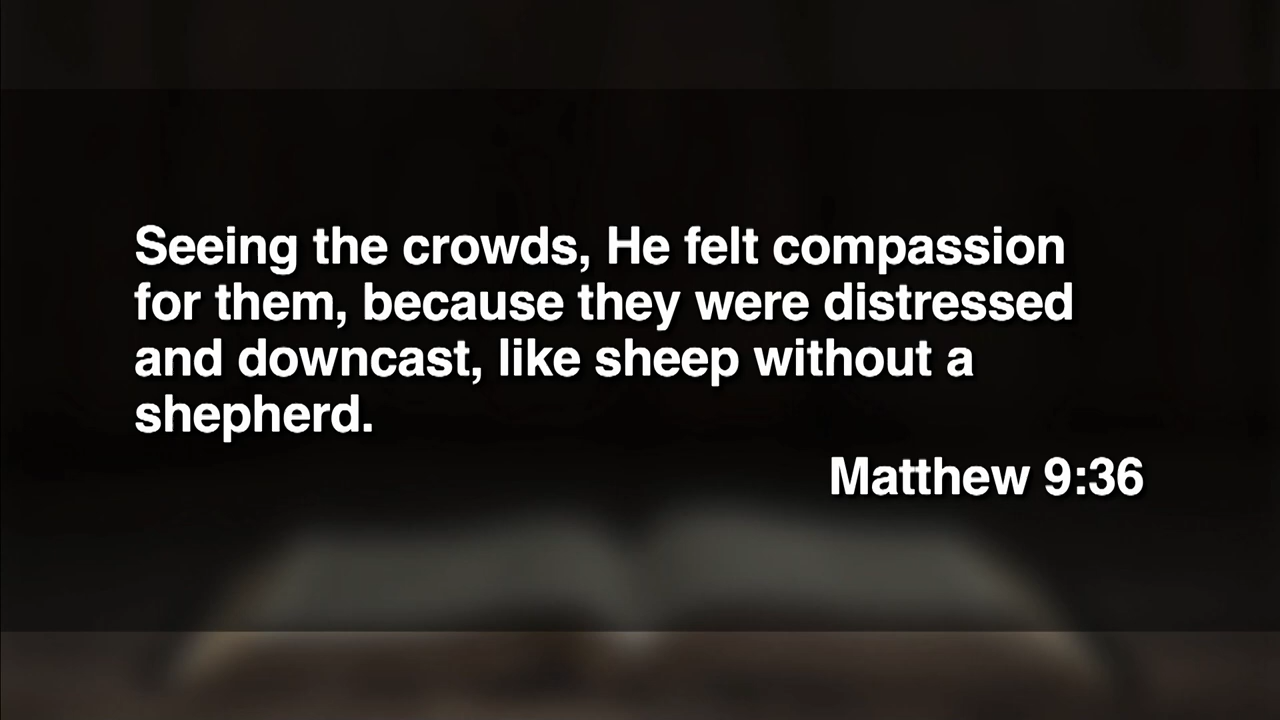 Seeing the crowds, He felt compassion
for them, because they were distressed
and downcast, like sheep without a
shepherd.
Matthew 9:36